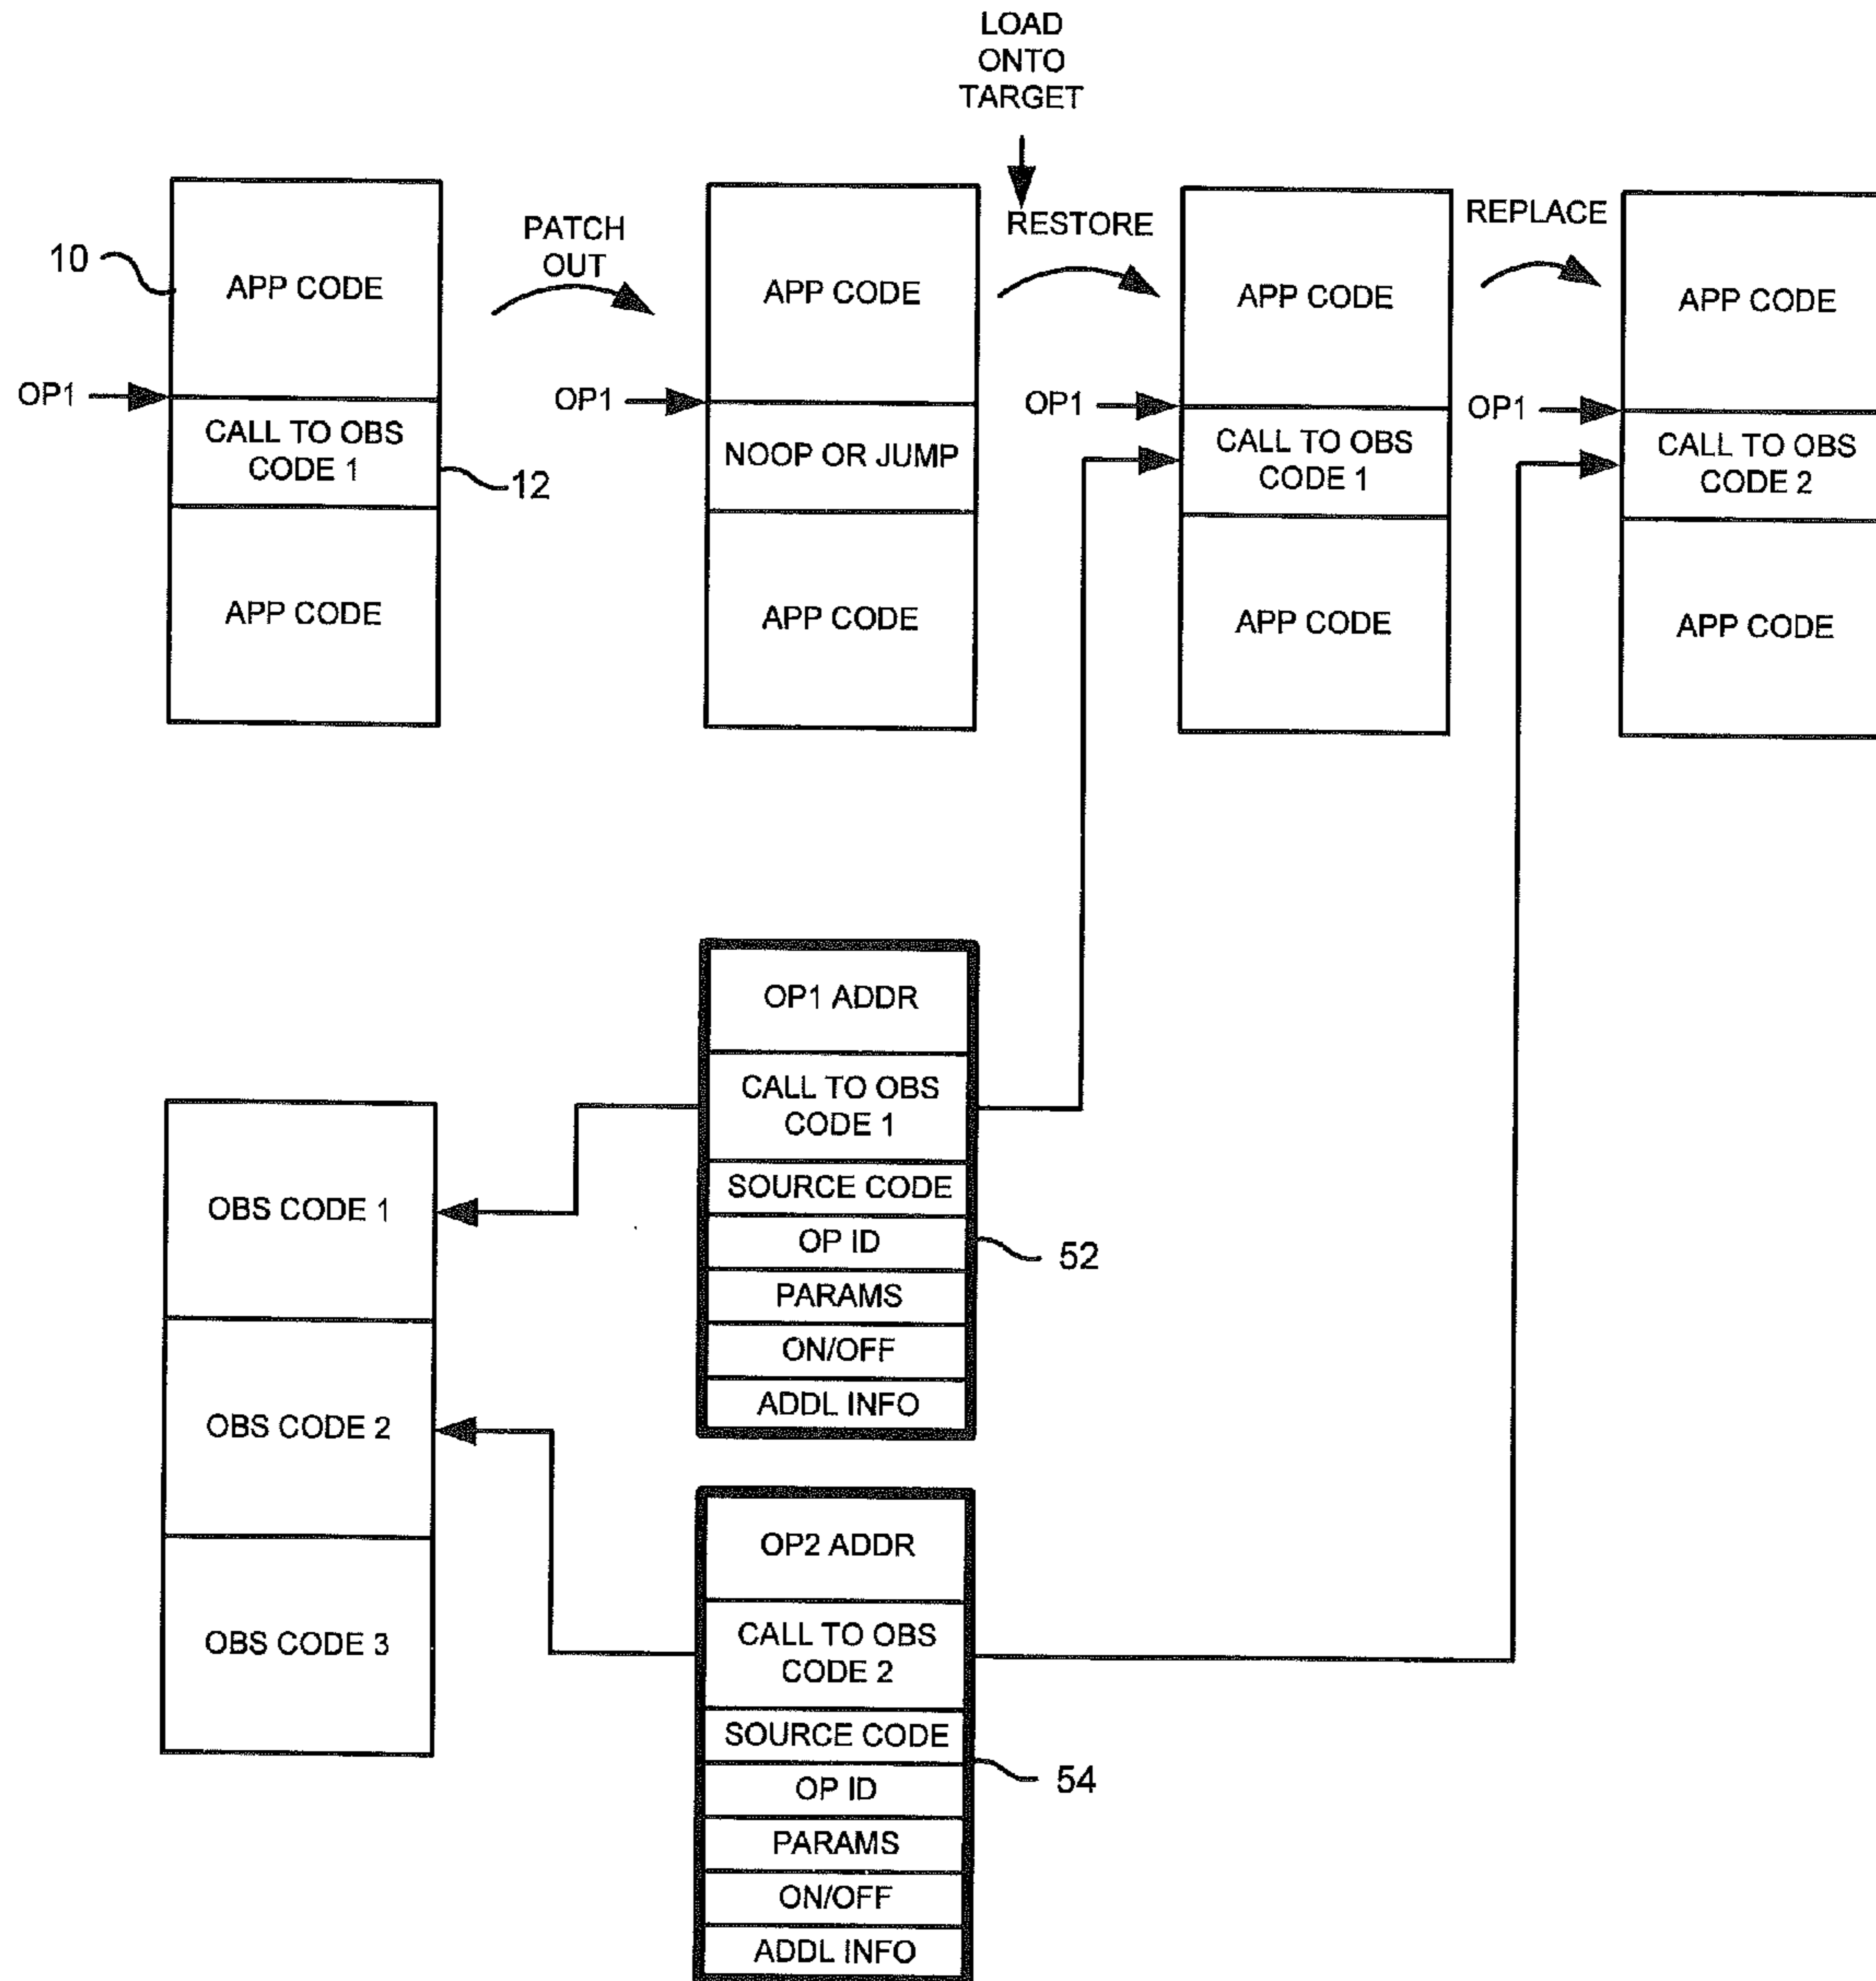 LOAD
ONTO
TARGET
RESTORE
REPLACE
PATCH
OUT
10
APP CODE
APP CODE
APP CODE
APP CODE
OP1
OP1
OP1
OP1
CALL TO OBS
CODE 1
12
NOOP OR JUMP
CALL TO OBS
CODE 1
CALL TO OBS
CODE 2
APP CODE
APP CODE
APP CODE
APP CODE
OP1 ADDR
CALL TO OBS
CODE 1
SOURCE CODE
OP ID
PARAMS
ON/OFF
ADDL INFO
52
OBS CODE 1
OBS CODE 2
OBS CODE 3
OP2 ADDR
CALL TO OBS
CODE 2
SOURCE CODE
OP ID
PARAMS
ON/OFF
ADDL INFO
54